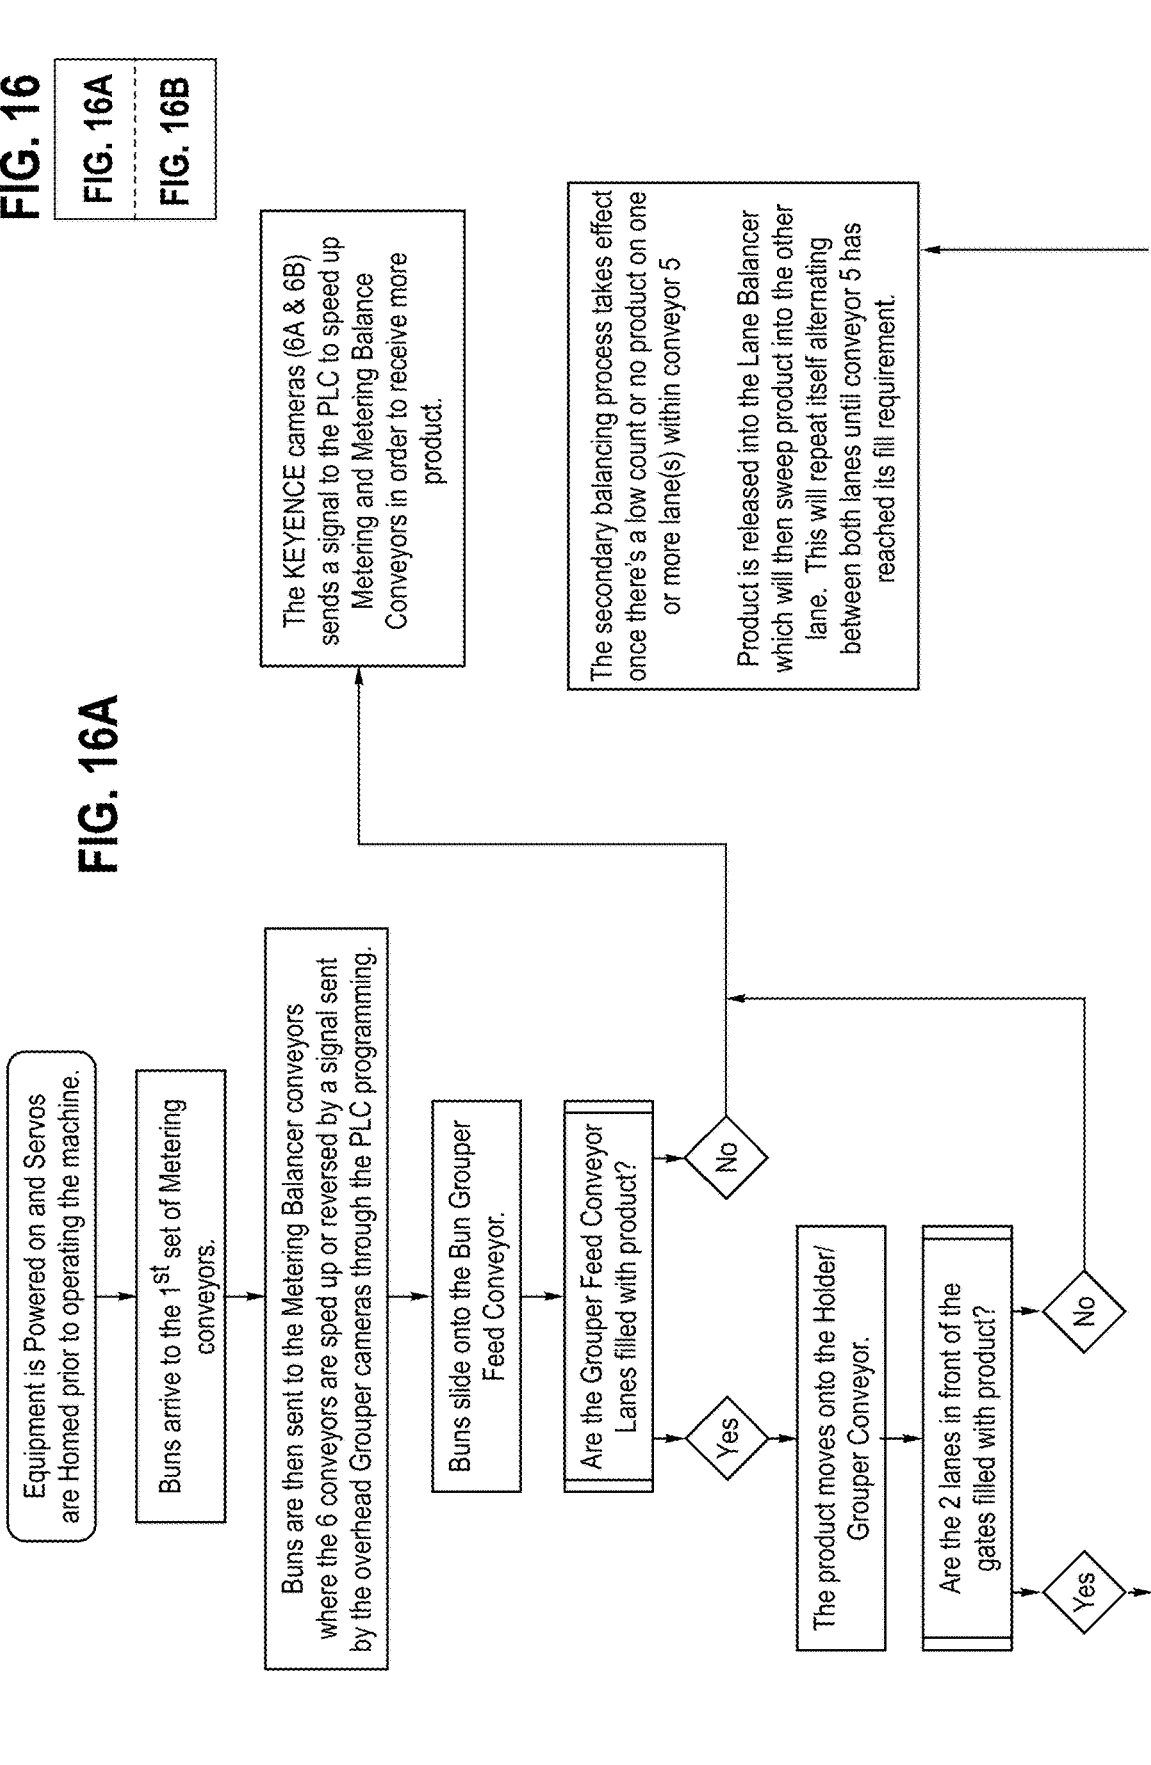 FIG. 16
FIG. 16A
FIG. 16B
FIG. 16A
Equipment is Powered on and Servos
are Homed prior to operating the machine.
Buns arrive to the 1st set of Metering
conveyors.
Buns are then sent to the Metering Balancer conveyors
where the 6 conveyors are sped up or reversed by a signal sent
by the overhead Grouper cameras through the PLC programming.
Buns slide onto the Bun Grouper
Feed Conveyor.
Are the Grouper Feed Conveyor
Lanes filled with product?
Yes
No
The product moves onto the Holder/
Grouper Conveyor.
Are the 2 lanes in front of the
gates filled with product?
Yes
No
The KEYENCE cameras (6A & 6B)
sends a signal to the PLC to speed up
Metering and Metering Balance
Conveyors in order to receive more
product.
The secondary balancing process takes effect
once there's a low count or no product on one
or more lane(s) within conveyor 5
Product is released into the Lane Balancer
which will then sweep product into the other
lane. This will repeat itself alternating
between both lanes until conveyor 5 has
reached its fill requirement.